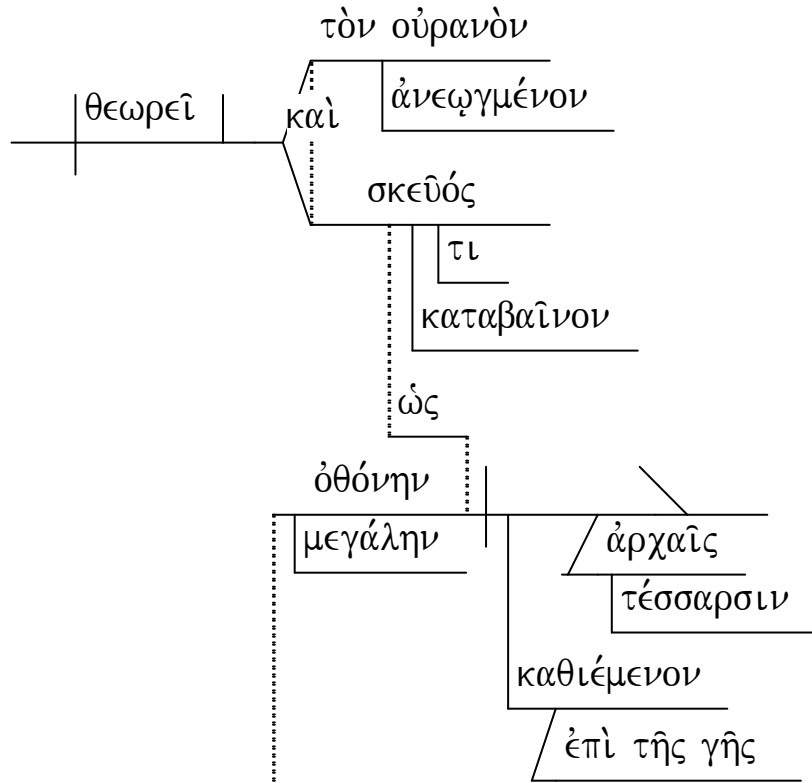 τὸν οὐρανὸν
θεωρεῖ
καὶ
ἀνεῳγμένον
σκεῦός
τι
καταβαῖνον
ὡς
ὀθόνην
μεγάλην
ἀρχαῖς
τέσσαρσιν
καθιέμενον
ἐπὶ τῆς γῆς